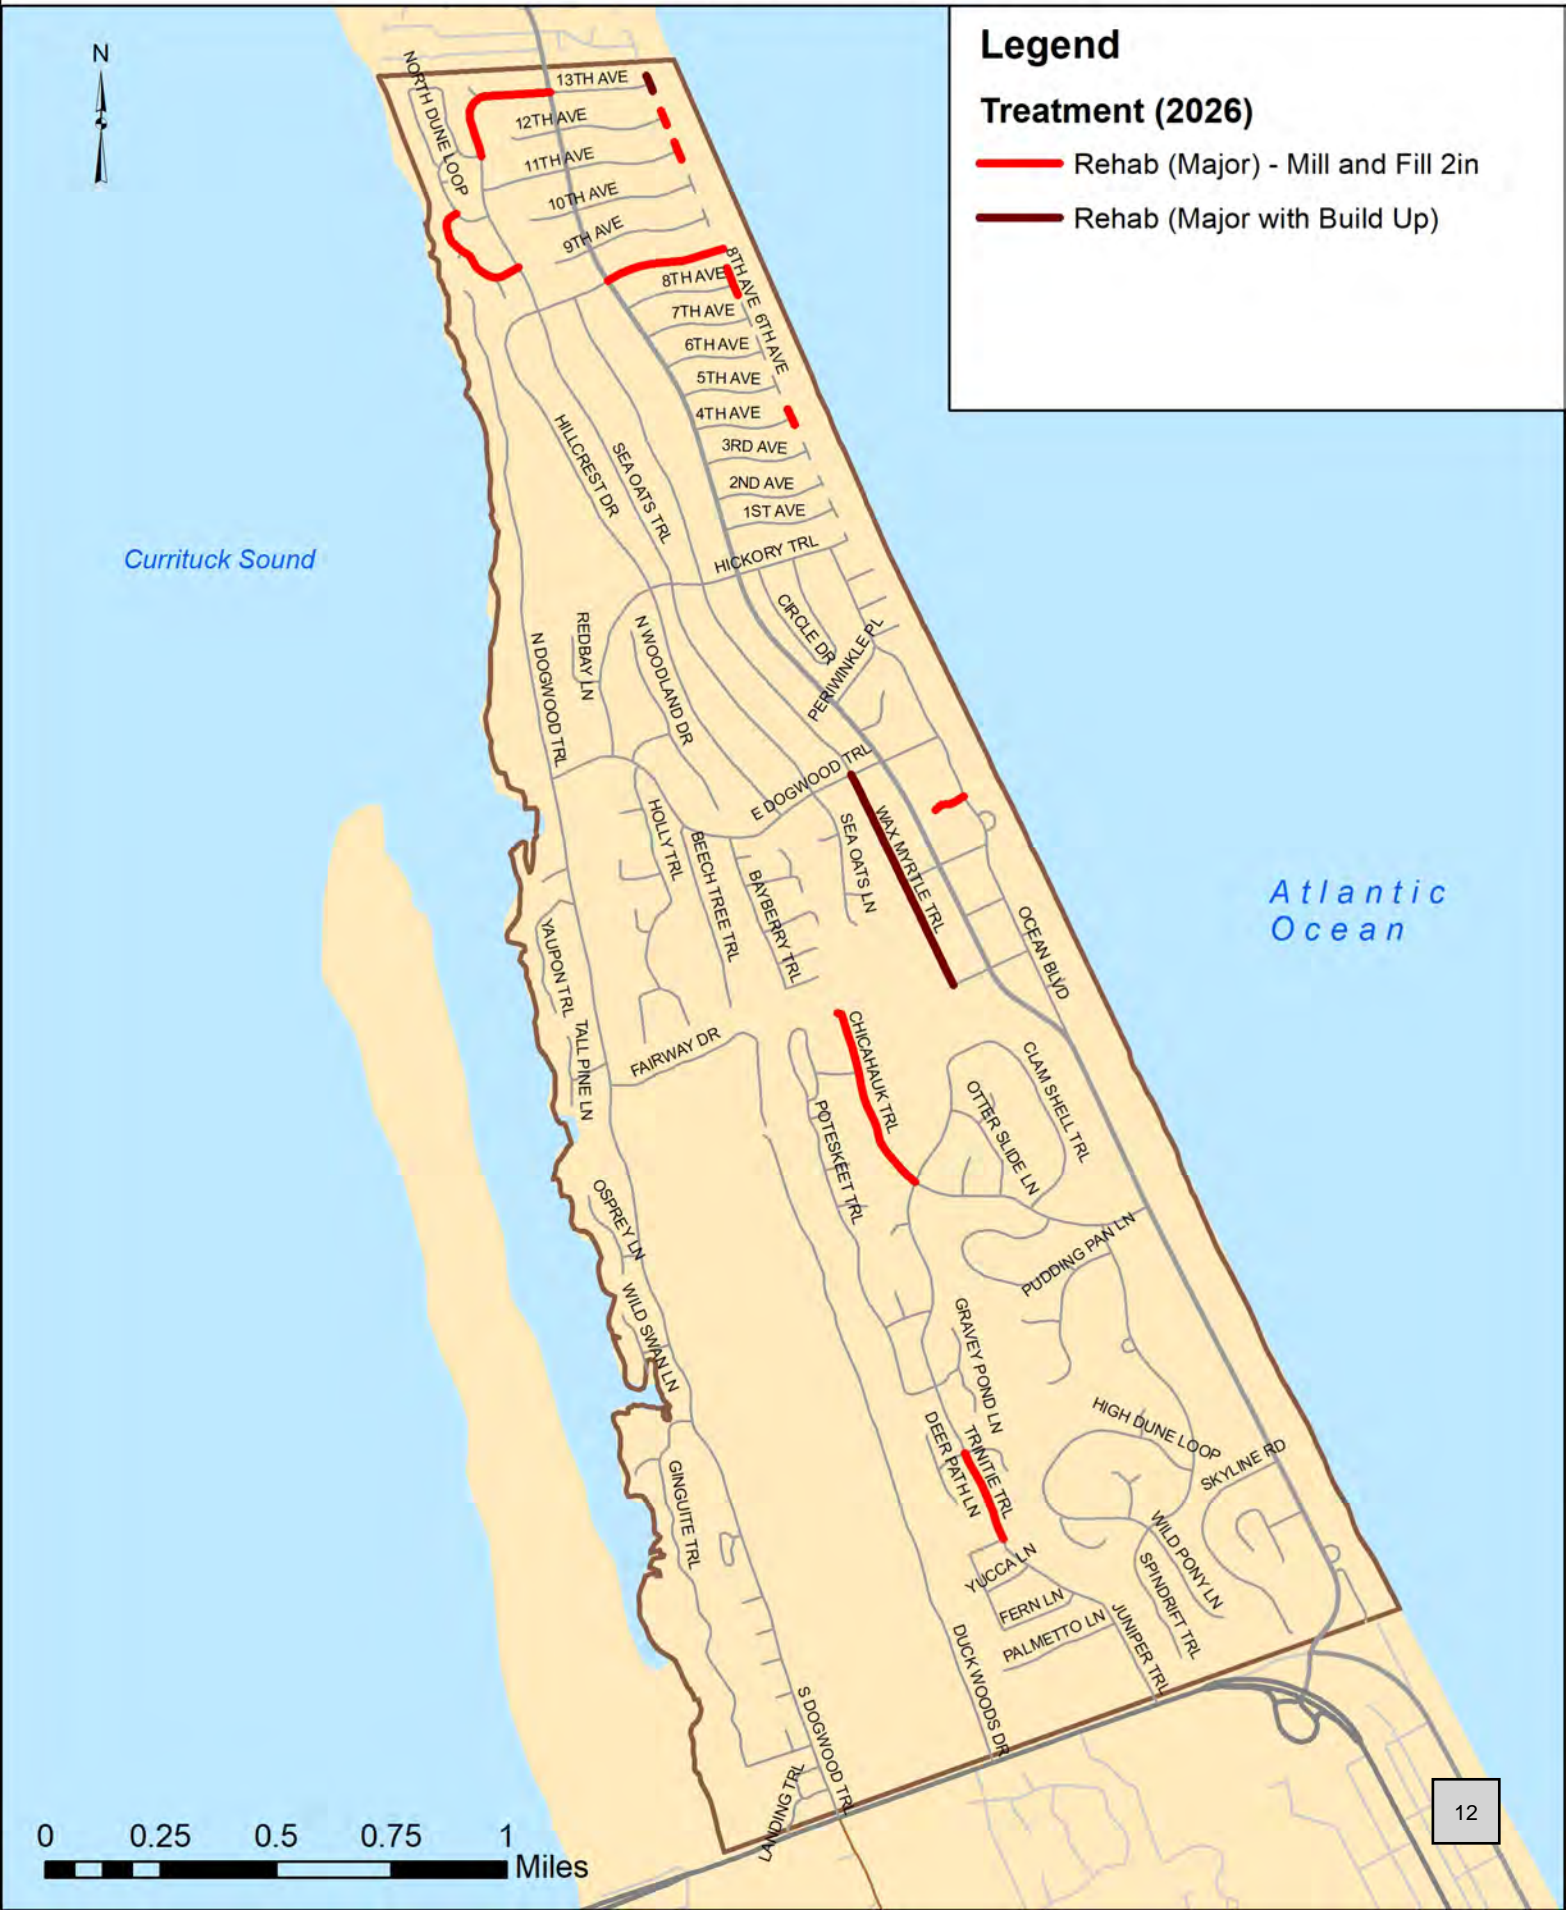 Legend
Treatment (2026)
Rehab (Major) - Mill and Fill 2in
Rehab (Major with Build Up)
N
NORTH DUNE LOOP
13TH AVE
12TH AVE
11TH AVE
10TH AVE
9TH AVE
8TH AVE
8TH AVE
7TH AVE
6TH AVE
6TH AVE
5TH AVE
4TH AVE
3RD AVE
2ND AVE
1ST AVE
HILLCREST DR
SEA OATS TRL
HICKORY TRL
Currituck Sound
CIRCLE DR
PERIWINKLE PL
REDBAY LN
N WOODLAND DR
N DOGWOOD TRL
E DOGWOOD TRL
HOLLY TRL
BEECH TREE TRL
BAYBERRY TRL
SEA OATS LN
WAX MYRTLE TRL
Atlantic
Ocean
OCEAN BLVD
YAUPON TRL
TALL PINE LN
FAIRWAY DR
CHICAHAUK TRL
POTESKEET TRL
CLAM SHELL TRL
OTTER SLIDE LN
OSPREY LN
PUDDING PAN LN
WILD SWAN LN
GRAVEY POND LN
HIGH DUNE LOOP
SKYLINE RD
DEER PATH LN
TRINITIE TRL
GINGUITE TRL
WILD PONY LN
SPINDRIFT TRL
YUCCA LN
FERN LN
PALMETTO LN
JUNIPER TRL
DUCK WOODS DR
S DOGWOOD TRL
LANDING TRL
12
0 0.25 0.5 0.75 1
Miles